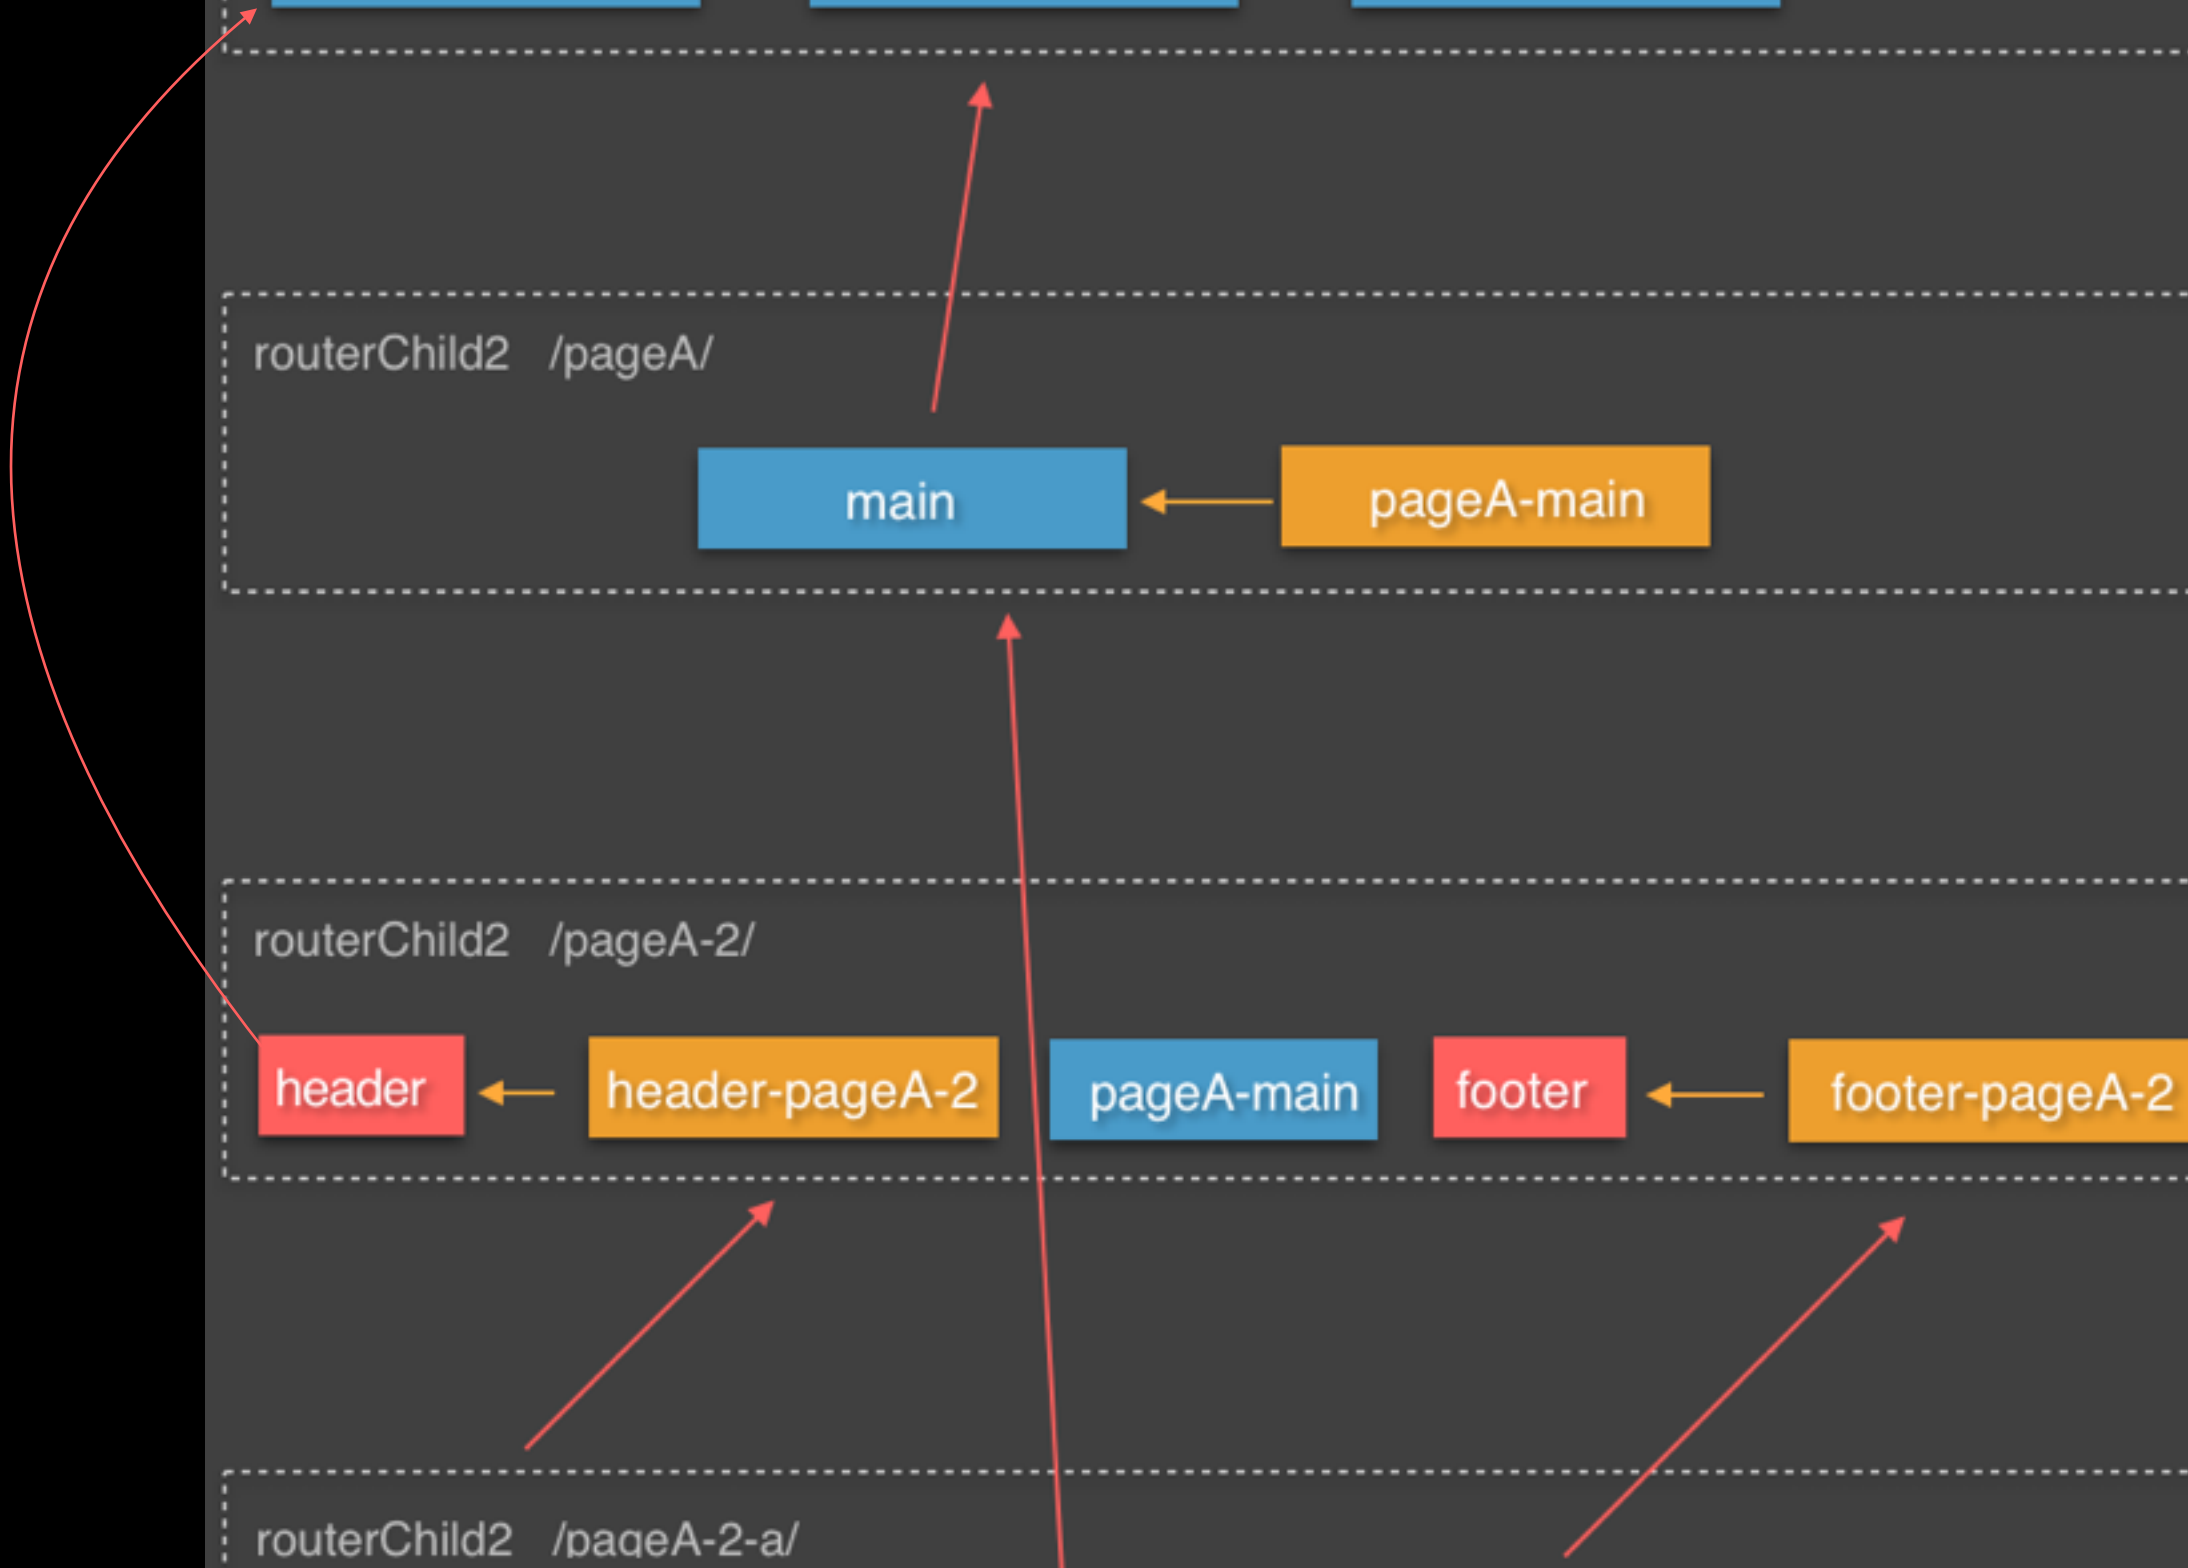 routerChild2 /pageA/
main
pageA-main
routerChild2 /pageA-2/
header
header-pageA-2
pageA-main
footer
footer-pageA-2
routerChild2 /pageA-2-a/